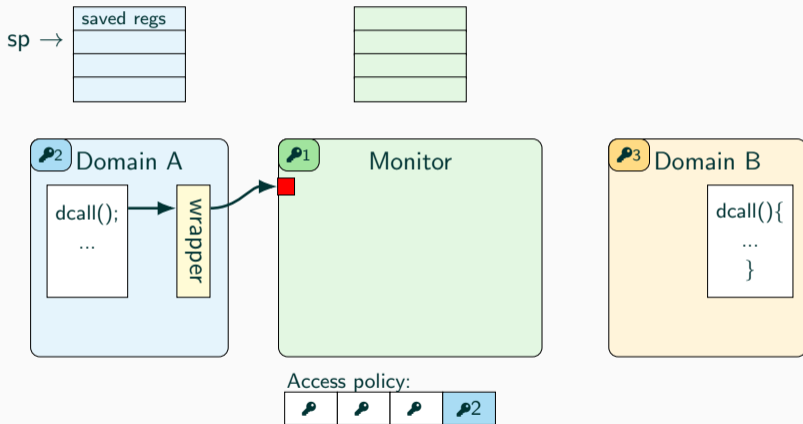 saved regs
sp →
2 Domain A
1 Monitor
3 Domain B
dcall();
...
wrapper
dcall(){
...
}
Access policy:
2